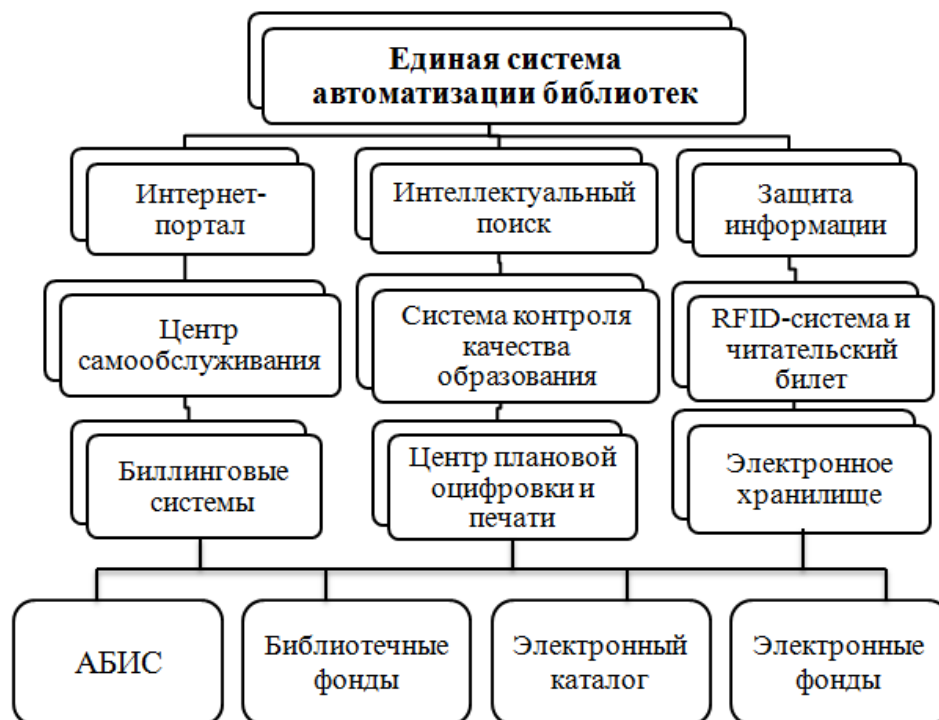 Единая система
автоматизации библиотек
Интернет-
портал
Интеллектуальный
поиск
Защита
информации
Центр
самообслуживания
Система контроля
качества
образования
RFID-система и
читательский
билет
Биллинговые
системы
Центр плановой
оцифровки и
печати
Электронное
хранилище
АБИС
Библиотечные
фонды
Электронный
каталог
Электронные
фонды